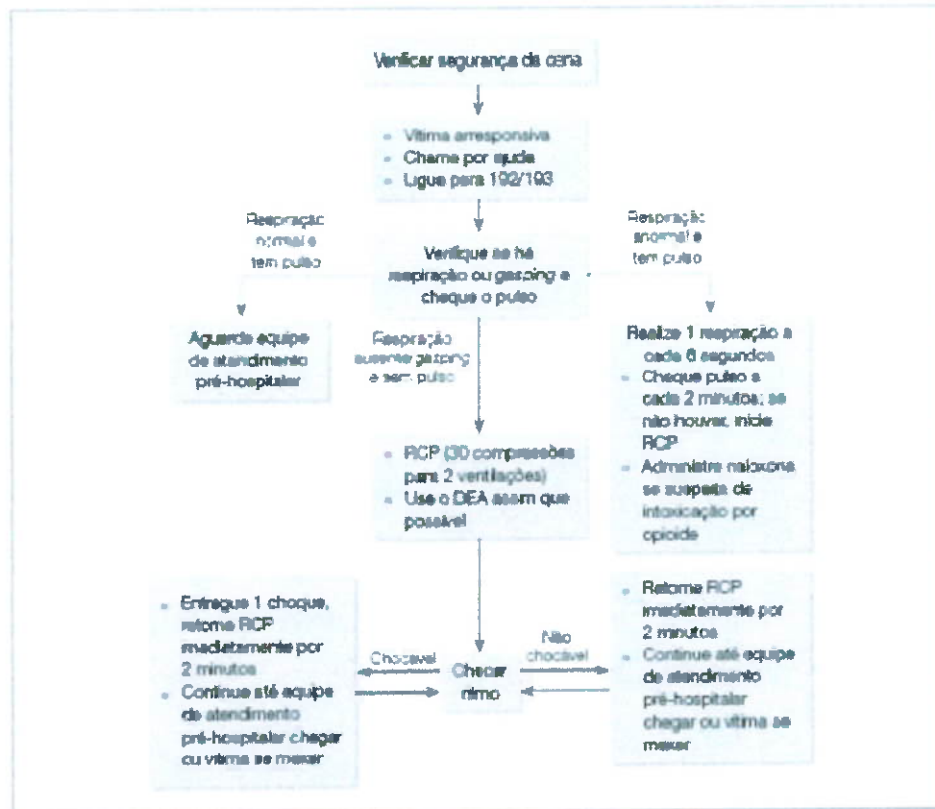 Verificar segurança da cena
• Vítima arresponsiva
• Chame por ajuda
• Ligue para 192/193
Respiração
normal e
tem pulso
Verifique se há
respiração ou gasping e
cheque o pulso
Respiração
anormal e
tem pulso
Aguarde equipe
de atendimento
pré-hospitalar
Respiração
ausente gasping
e sem pulso
Realize 1 respiração a
cada 6 segundos
• Cheque pulso a
cada 2 minutos; se
não houver, inicie
RCP
• Administre naloxona
se suspeita de
intoxicação por
opioide
• RCP (30 compressões
para 2 ventilações)
• Use o DEA assim que
possível
• Entregue 1 choque,
retome RCP
imediatamente por
2 minutos
• Continue até equipe
de atendimento
pré-hospitalar chegar
ou vítima se mexer
Chocável
Checar
ritmo
Não
chocável
• Retome RCP
imediatamente por
2 minutos
• Continue até equipe
de atendimento
pré-hospitalar
chegar ou vítima se
mexer